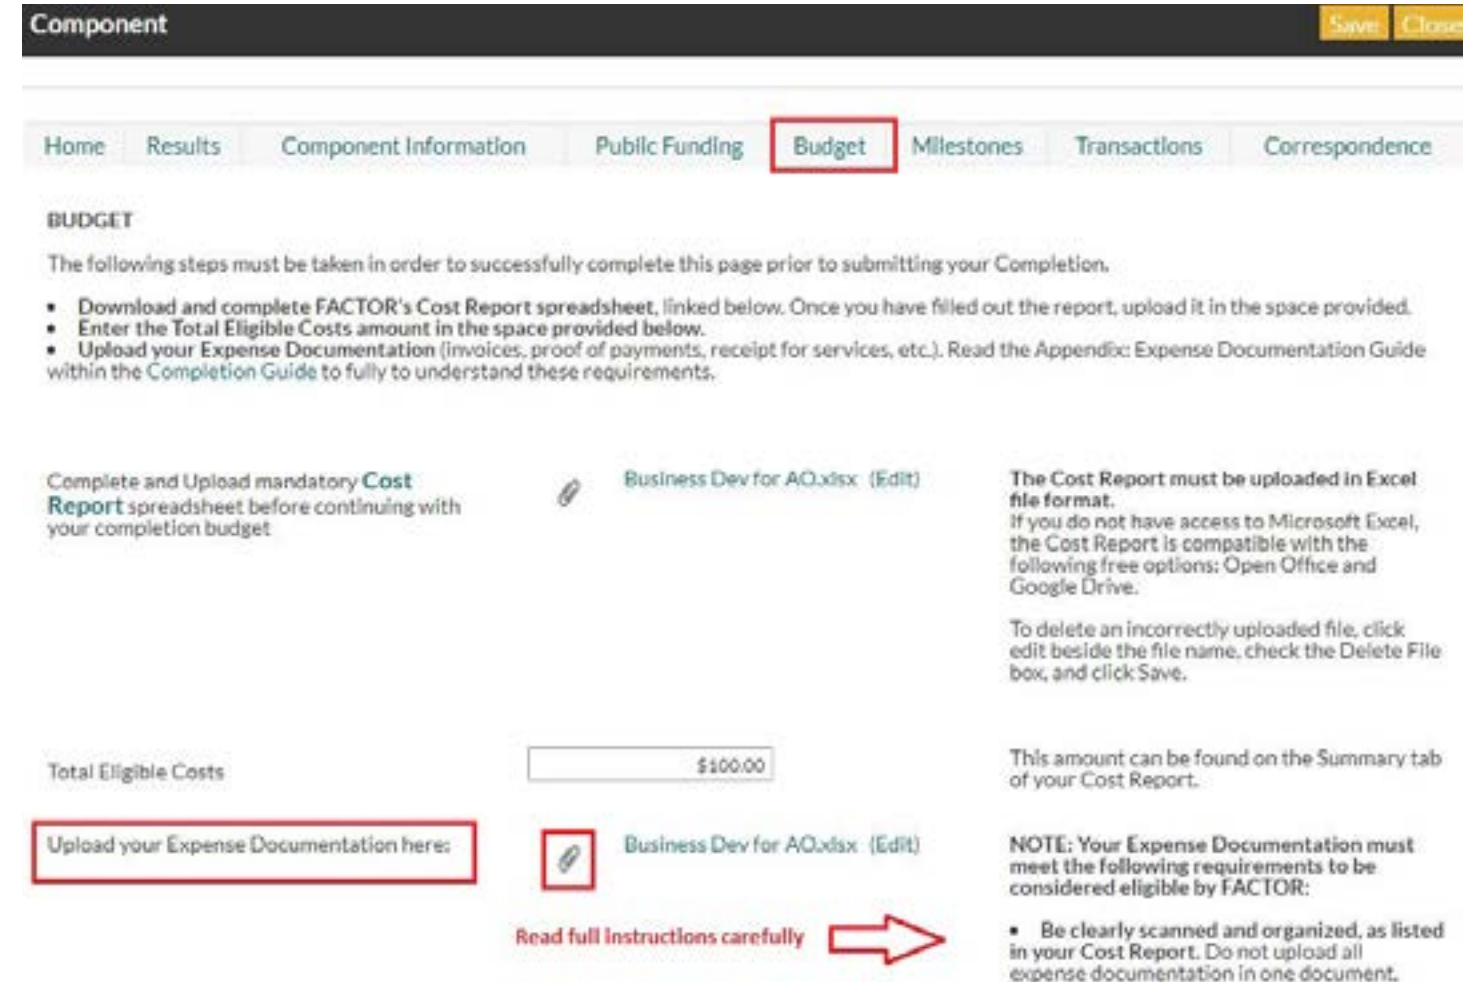 Component
Save Close
Home Results Component Information Public Funding Budget Milestones Transactions Correspondence
BUDGET
The following steps must be taken in order to successfully complete this page prior to submitting your Completion.
▪ Download and complete FACTOR's Cost Report spreadsheet, linked below. Once you have filled out the report, upload it in the space provided.
▪ Enter the Total Eligible Costs amount in the space provided below.
▪ Upload your Expense Documentation (invoices, proof of payments, receipt for services, etc.). Read the Appendix: Expense Documentation Guide
within the Completion Guide to fully to understand these requirements.
Complete and Upload mandatory Cost
Report spreadsheet before continuing with
your completion budget
Business Dev for AO.xlsx (Edit)
The Cost Report must be uploaded in Excel
file format.
If you do not have access to Microsoft Excel,
the Cost Report is compatible with the
following free options: Open Office and
Google Drive.
To delete an incorrectly uploaded file, click
edit beside the file name, check the Delete File
box, and click Save.
Total Eligible Costs
$100.00
This amount can be found on the Summary tab
of your Cost Report.
Upload your Expense Documentation here:
Business Dev for AO.xlsx (Edit)
NOTE: Your Expense Documentation must
meet the following requirements to be
considered eligible by FACTOR:
Read full instructions carefully
▪ Be clearly scanned and organized, as listed
in your Cost Report. Do not upload all
expense documentation in one document.